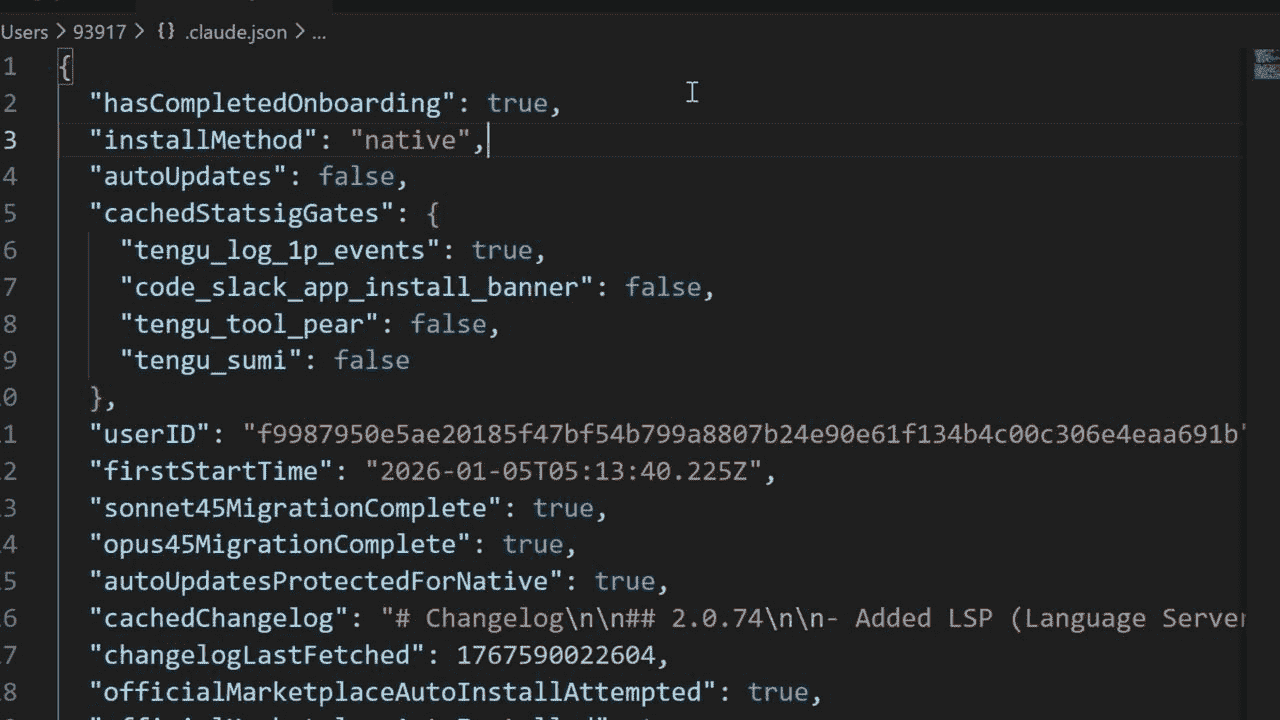 Users > 93917 > {} .claude.json > ...
1 {
2 "hasCompletedOnboarding": true,
3 "installMethod": "native",
4 "autoUpdates": false,
5 "cachedStatsigGates": {
6 "tengu_log_1p_events": true,
7 "code_slack_app_install_banner": false,
8 "tengu_tool_pear": false,
9 "tengu_sumi": false
0 },
1 "userID": "f9987950e5ae20185f47bf54b799a8807b24e90e61f134b4c00c306e4eaa691b"
2 "firstStartTime": "2026-01-05T05:13:40.225Z",
3 "sonnet45MigrationComplete": true,
4 "opus45MigrationComplete": true,
5 "autoUpdatesProtectedForNative": true,
6 "cachedChangelog": "# Changelog\n\n## 2.0.74\n\n- Added LSP (Language Server
7 "changelogLastFetched": 1767590022604,
8 "officialMarketplaceAutoInstallAttempted": true,